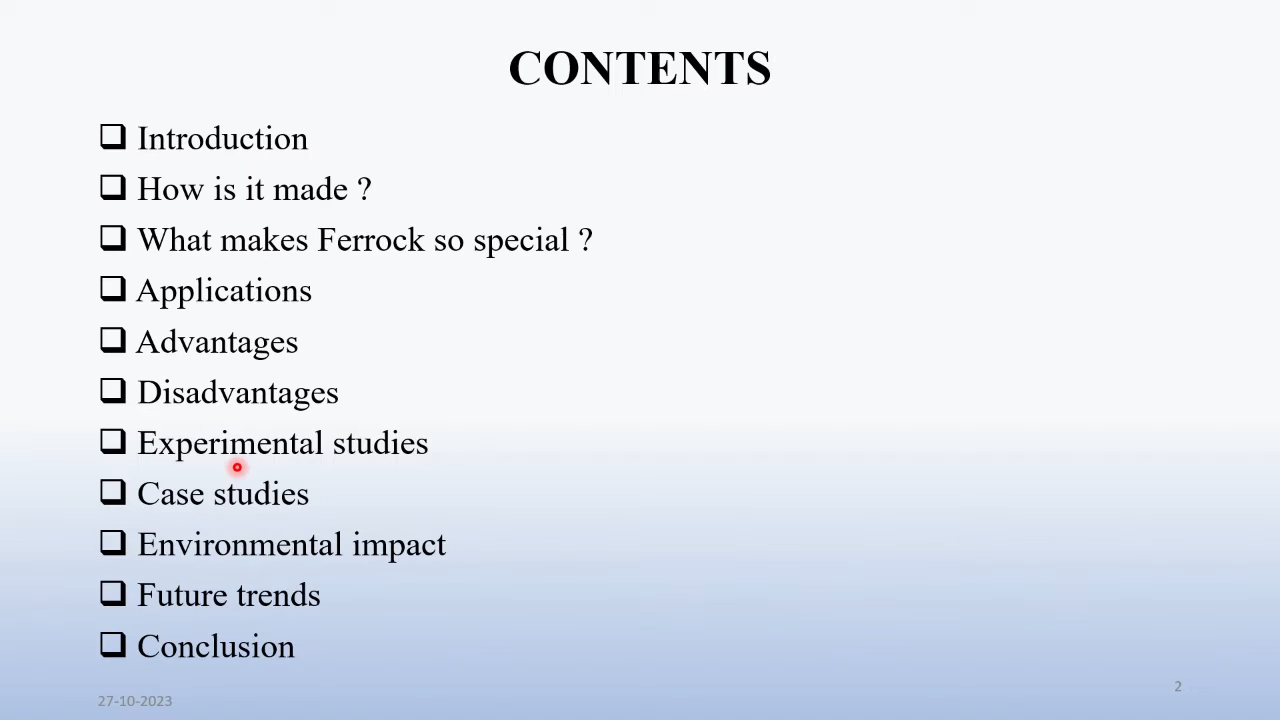 CONTENTS
Introduction
How is it made ?
What makes Ferrock so special ?
Applications
Advantages
Disadvantages
Experimental studies
Case studies
Environmental impact
Future trends
Conclusion
27-10-2023
2